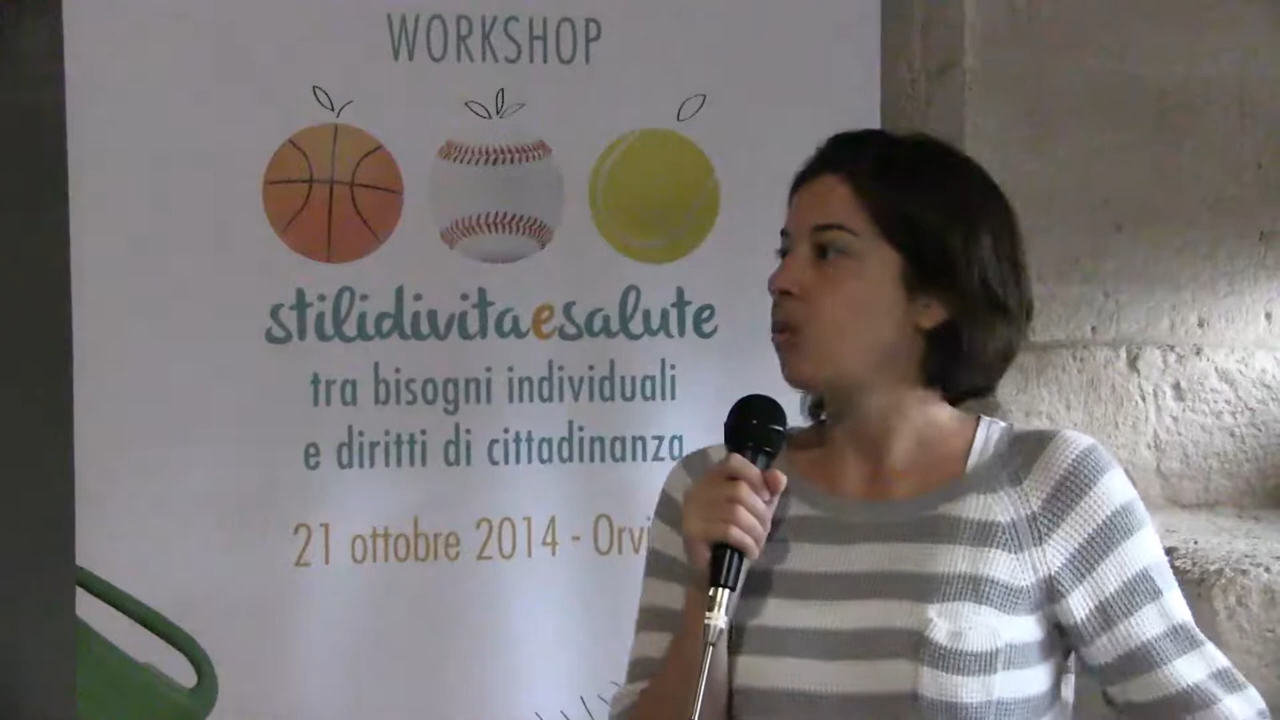 WORKSHOP
stilidivitaesalute
tra bisogni individuali
e diritti di cittadinanza
21 ottobre 2014 - Orvi